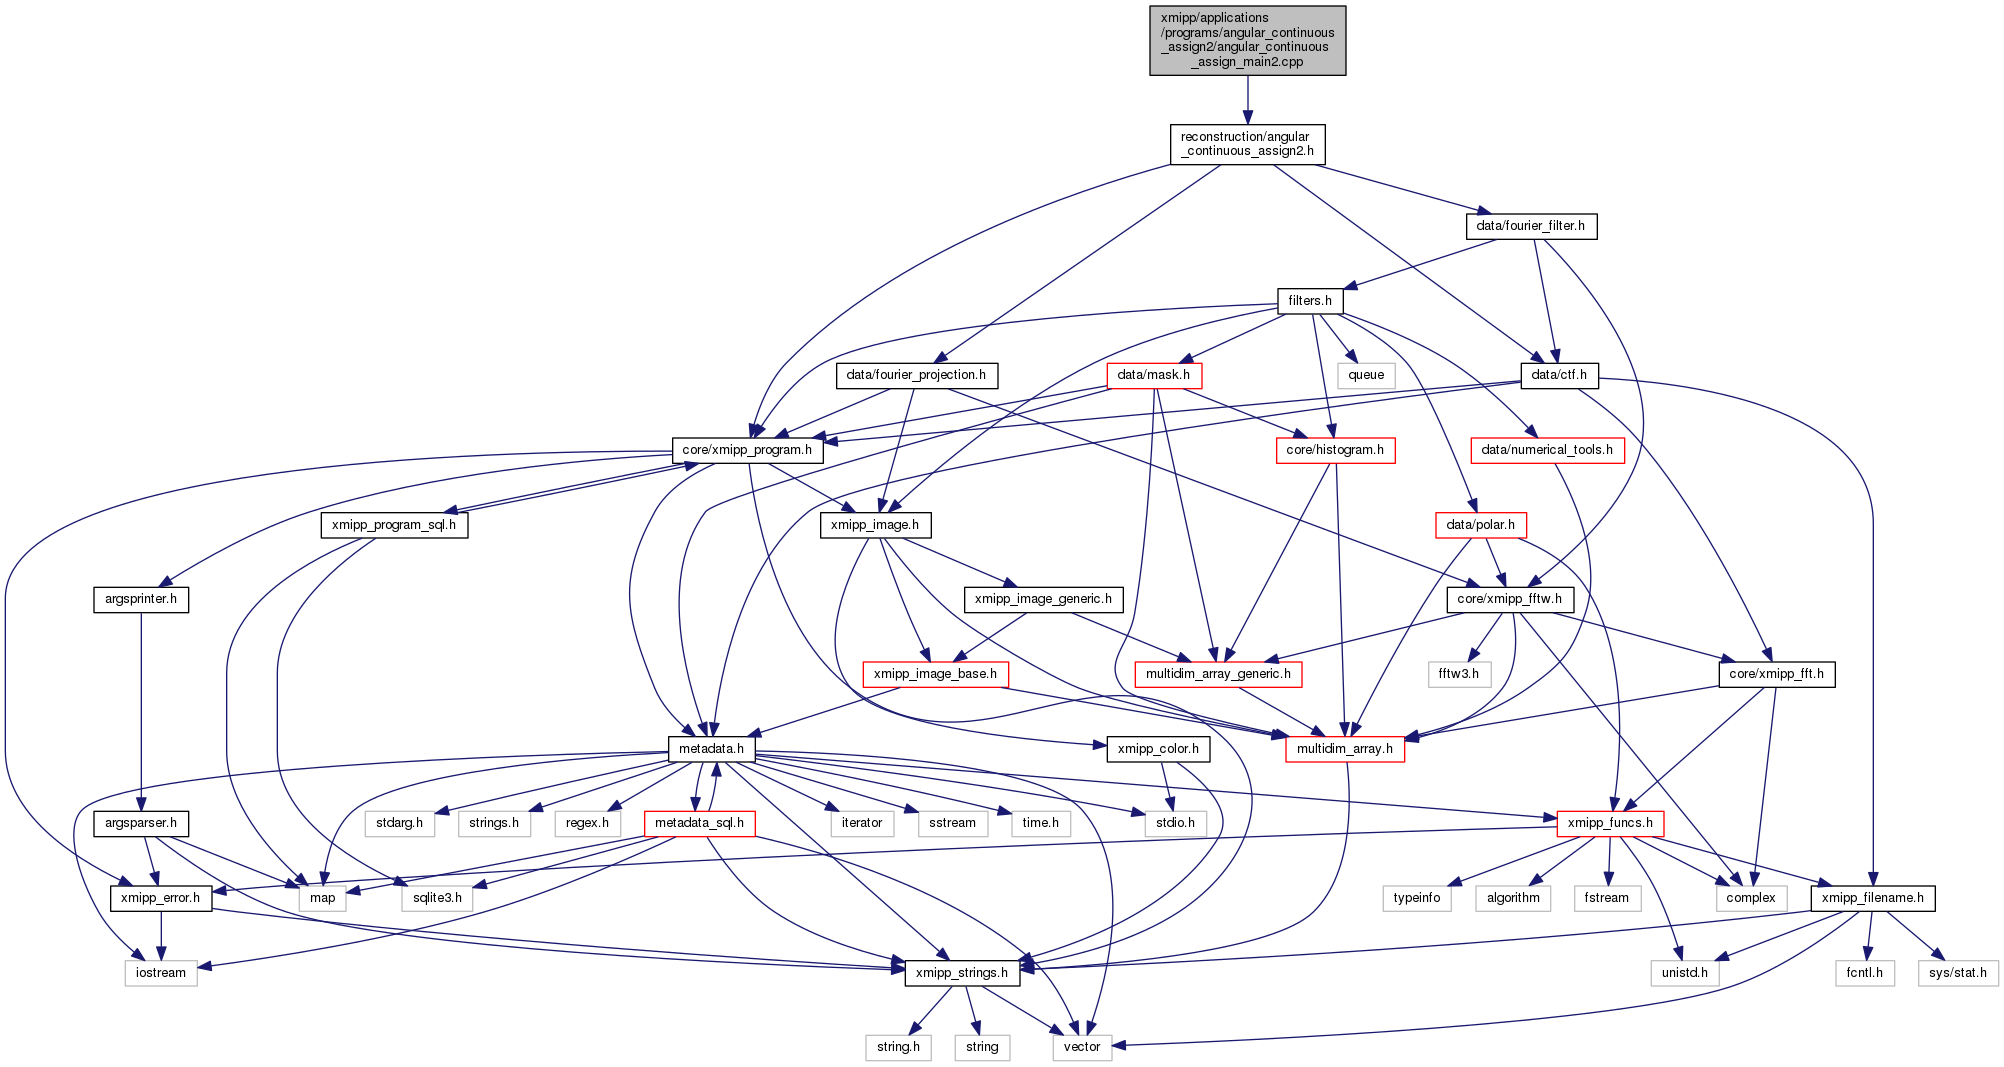 xmipp/applications
/programs/angular_continuous
_assign2/angular_continuous
_assign_main2.cpp
reconstruction/angular
_continuous_assign2.h
data/fourier_filter.h
filters.h
data/fourier_projection.h
data/mask.h
queue
data/ctf.h
core/xmipp_program.h
core/histogram.h
data/numerical_tools.h
xmipp_program_sql.h
xmipp_image.h
data/polar.h
argsprinter.h
xmipp_image_generic.h
core/xmipp_fftw.h
xmipp_image_base.h
multidim_array_generic.h
fftw3.h
core/xmipp_fft.h
metadata.h
xmipp_color.h
multidim_array.h
argsparser.h
stdarg.h
strings.h
regex.h
metadata_sql.h
iterator
sstream
time.h
stdio.h
xmipp_funcs.h
xmipp_error.h
map
sqlite3.h
typeinfo
algorithm
fstream
complex
xmipp_filename.h
iostream
xmipp_strings.h
unistd.h
fcntl.h
sys/stat.h
string.h
string
vector